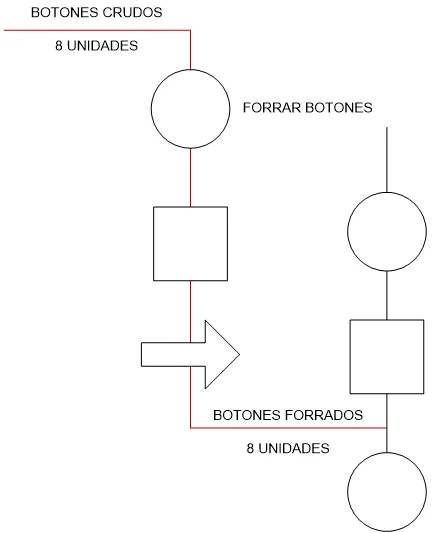 BOTONES CRUDOS
8 UNIDADES
FORRAR BOTONES
BOTONES FORRADOS
8 UNIDADES